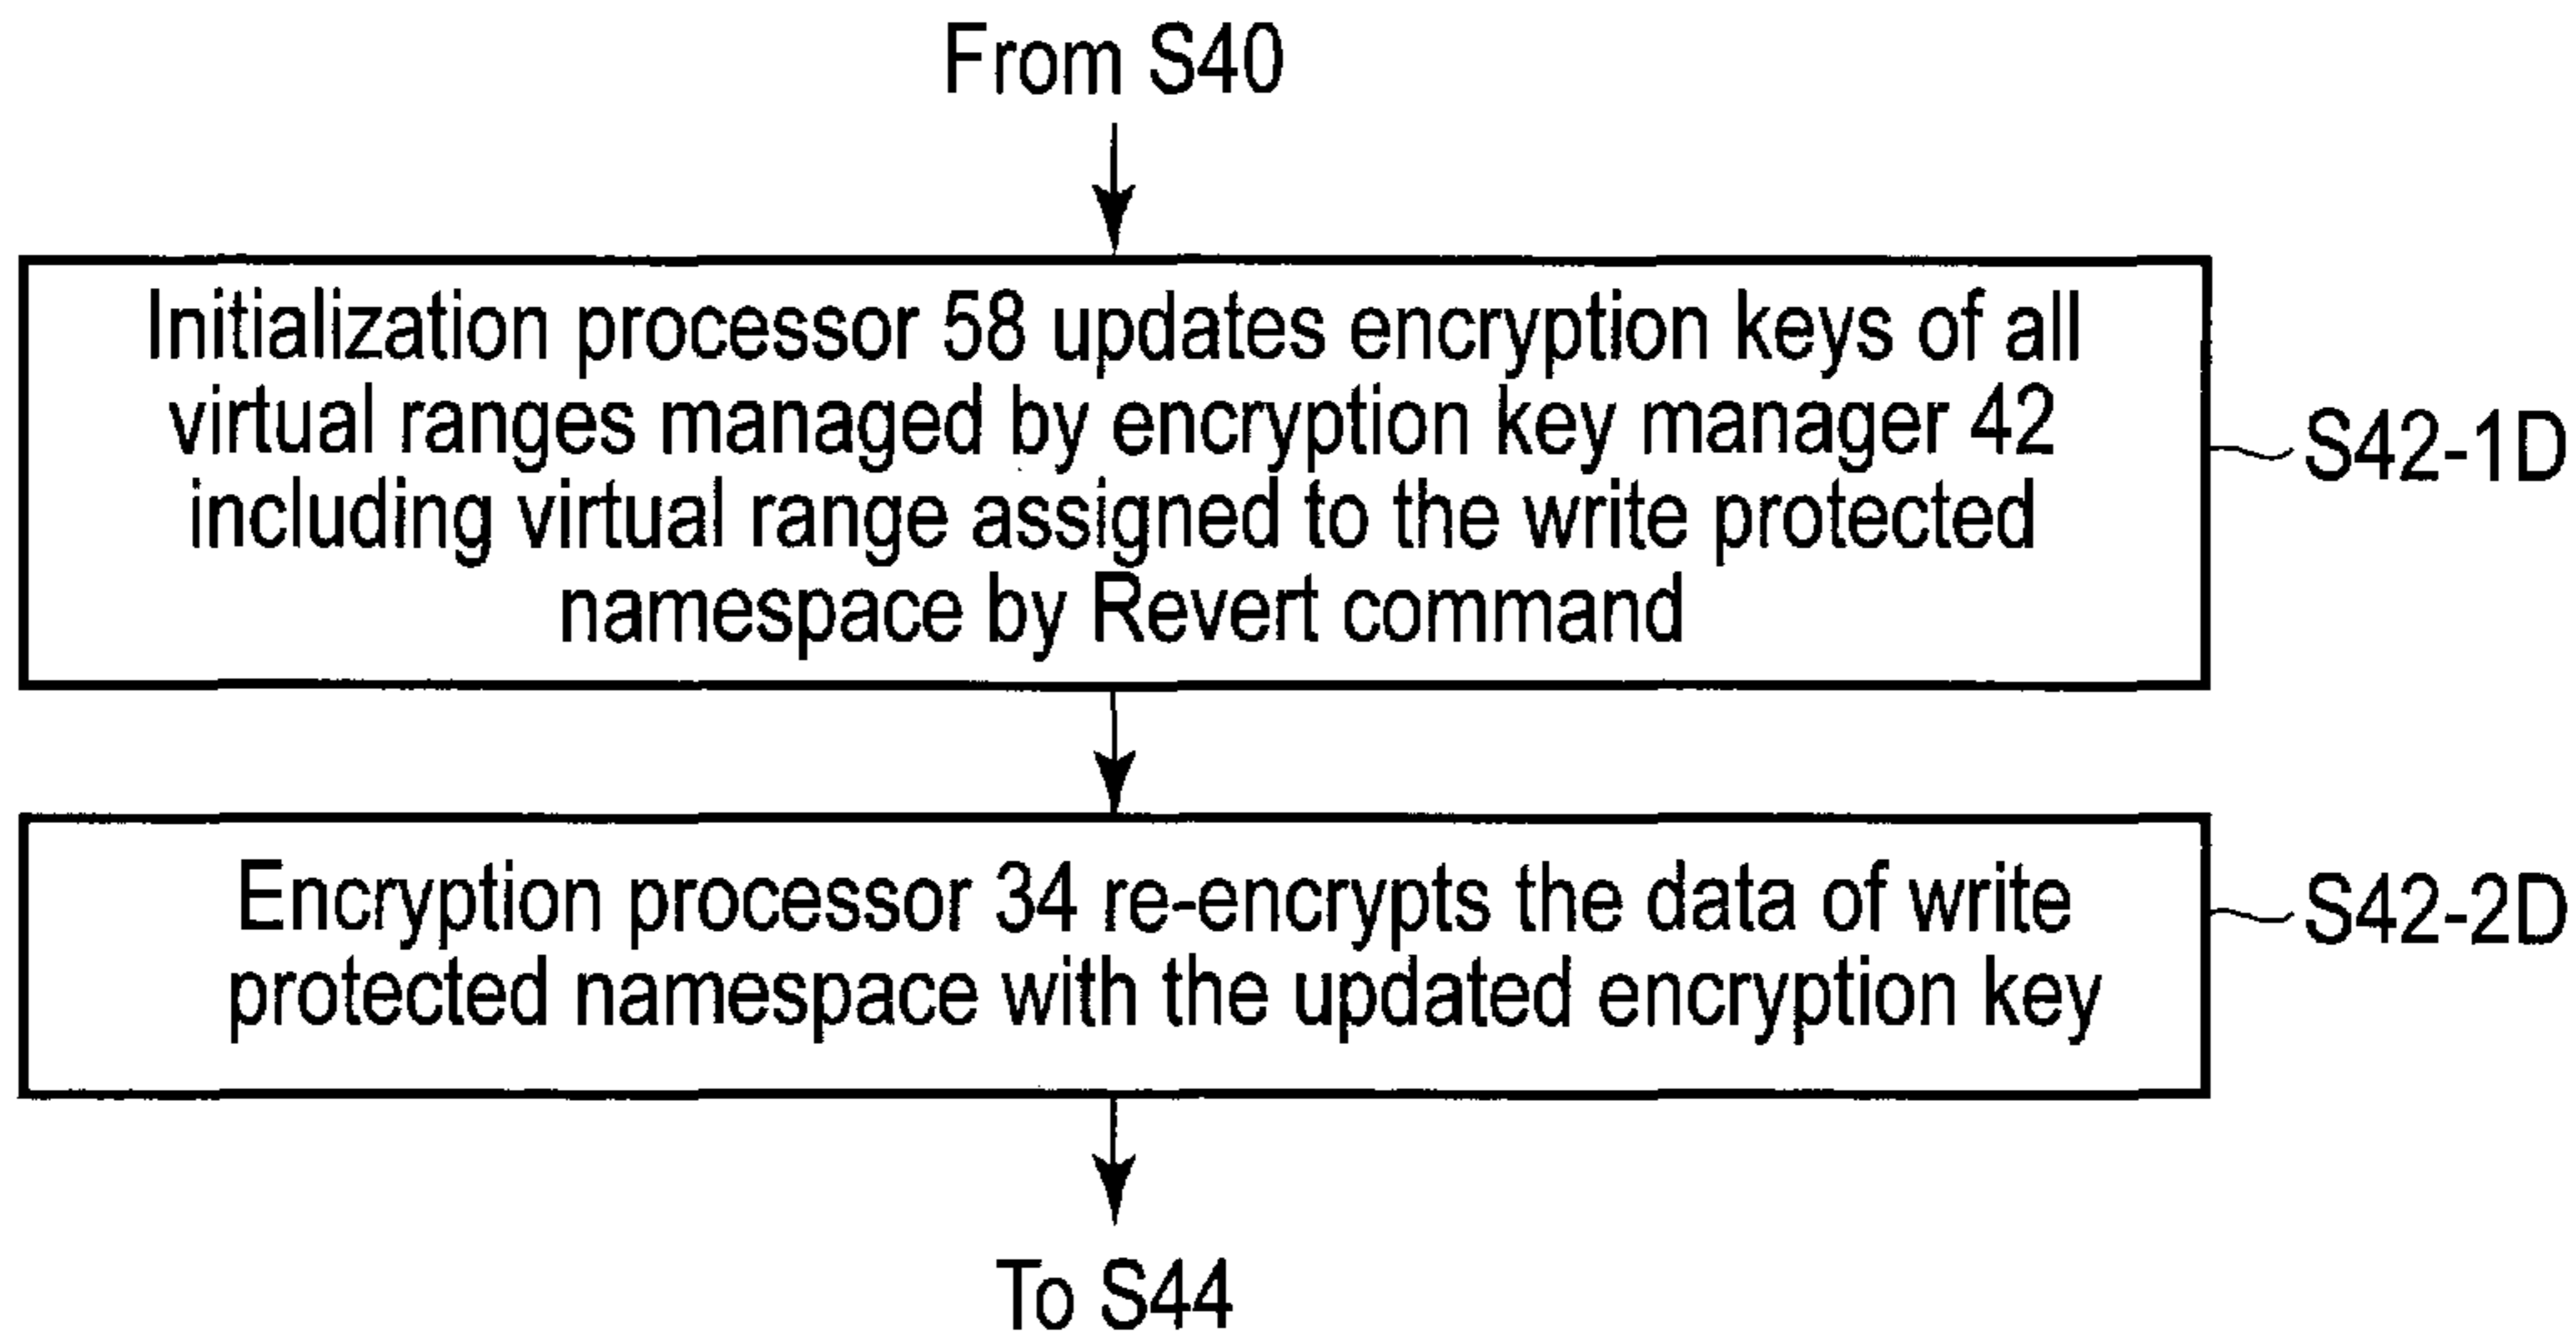 From S40
Initialization processor 58 updates encryption keys of all
virtual ranges managed by encryption key manager 42
including virtual range assigned to the write protected
namespace by Revert command
S42-1D
Encryption processor 34 re-encrypts the data of write
protected namespace with the updated encryption key
S42-2D
To S44